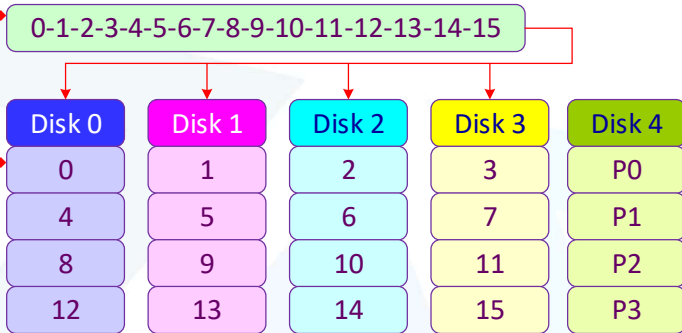 0-1-2-3-4-5-6-7-8-9-10-11-12-13-14-15
Disk 0 Disk 1 Disk 2 Disk 3 Disk 4
0 1 2 3 P0
4 5 6 7 P1
8 9 10 11 P2
12 13 14 15 P3